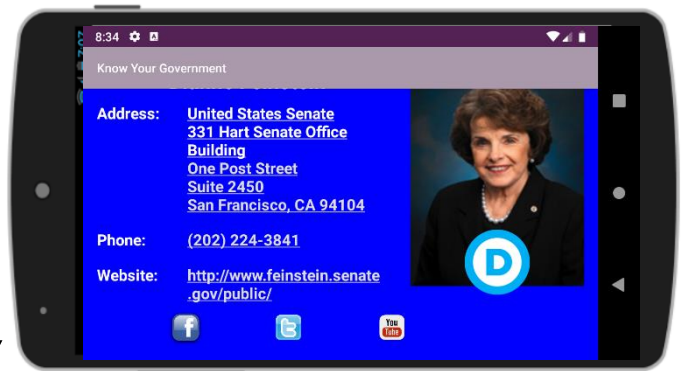 8:34
Know Your Government
Address: United States Senate
331 Hart Senate Office
Building
One Post Street
Suite 2450
San Francisco, CA 94104
Phone: (202) 224-3841
Website: http://www.feinstein.senate
.gov/public/
D
f
You
Tube